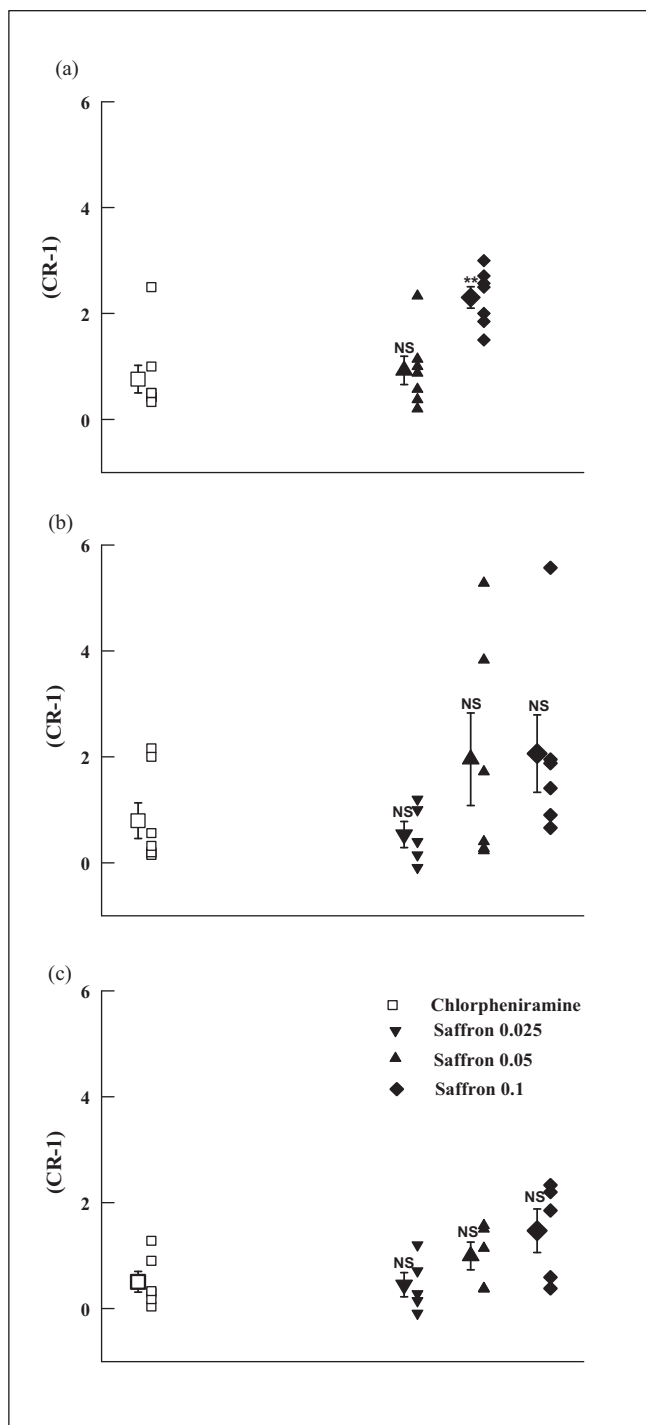 (a)
6
4
(CR-1)
**
2
NS
0
(b)
6
4
(CR-1)
NS NS
2
NS
0
(c)
6
Chlorpheniramine
Saffron 0.025
4
Saffron 0.05
Saffron 0.1
(CR-1)
2
NS
NS
NS
0